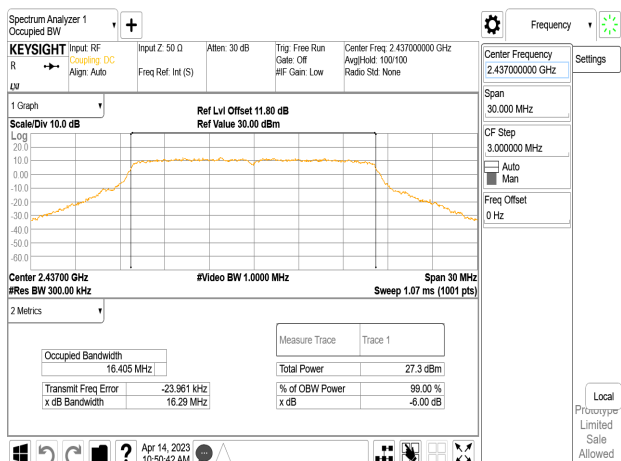 Spectrum Analyzer 1
Occupied BW
Frequency
KEYSIGHT
R
LXI
Input: RF
Coupling: DC
Align: Auto
Input Z: 50 Ω
Freq Ref: Int (S)
Atten: 30 dB
Trig: Free Run
Gate: Off
#IF Gain: Low
Center Freq: 2.437000000 GHz
Avg|Hold: 100/100
Radio Std: None
Center Frequency
2.437000000 GHz
Settings
Span
30.000 MHz
CF Step
3.000000 MHz
Auto
Man
Freq Offset
0 Hz
1 Graph
Scale/Div 10.0 dB
Ref Lvl Offset 11.80 dB
Ref Value 30.00 dBm
Log
20.0
10.0
0.00
-10.0
-20.0
-30.0
-40.0
-50.0
-60.0
Center 2.43700 GHz
#Video BW 1.0000 MHz
Span 30 MHz
#Res BW 300.00 kHz
Sweep 1.07 ms (1001 pts)
2 Metrics
Measure Trace
Trace 1
Occupied Bandwidth
16.405 MHz
Total Power
27.3 dBm
Transmit Freq Error
-23.961 kHz
% of OBW Power
99.00 %
x dB Bandwidth
16.29 MHz
x dB
-6.00 dB
Local
Prototype
Limited
Sale
Allowed
?
Apr 14, 2023
10:50:42 AM